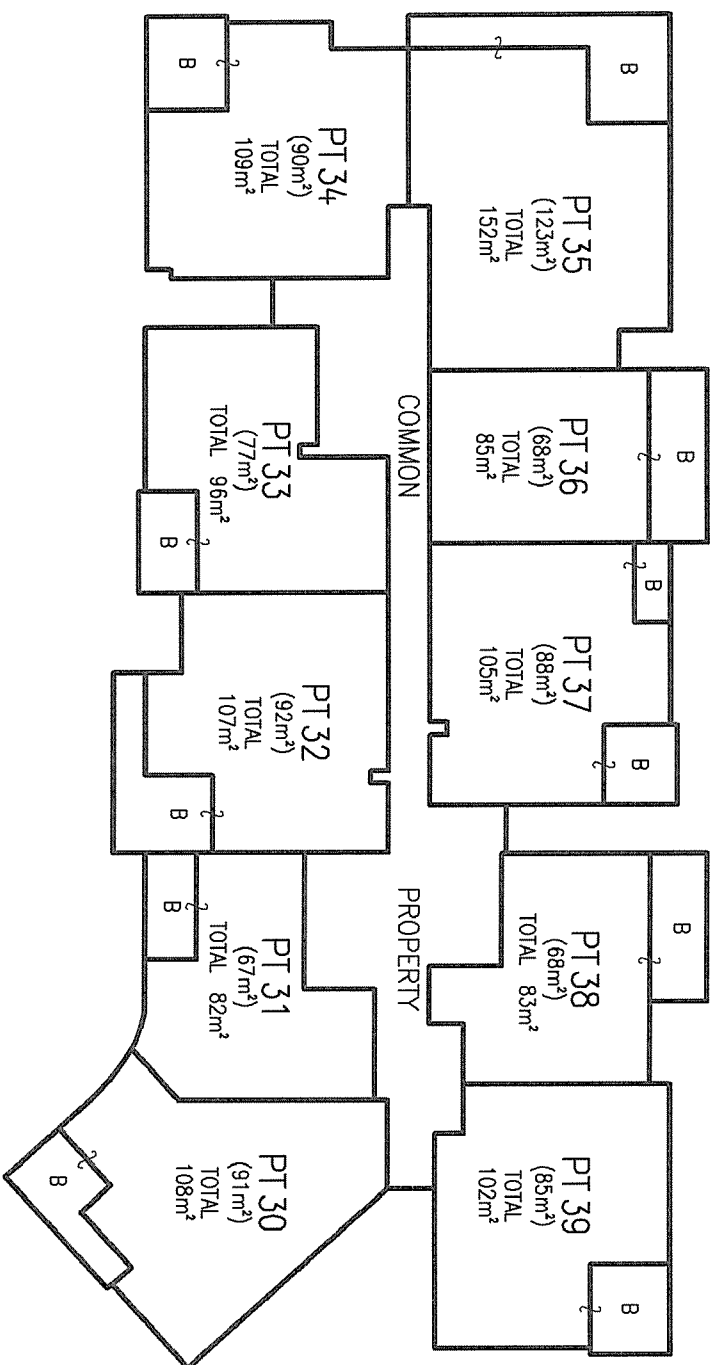 B
PT 35
(123m²)
TOTAL
152m²
B
PT 36
(68m²)
TOTAL
85m²
B
PT 37
(88m²)
TOTAL
105m²
B
B
PT 38
(68m²)
TOTAL 83m²
PT 39
(85m²)
TOTAL
102m²
B
COMMON
PROPERTY
B
PT 34
(90m²)
TOTAL
109m²
PT 33
(77m²)
TOTAL 96m²
B
PT 32
(92m²)
TOTAL
107m²
B
PT 31
(67m²)
TOTAL 82m²
B
PT 30
(91m²)
TOTAL
108m²
B